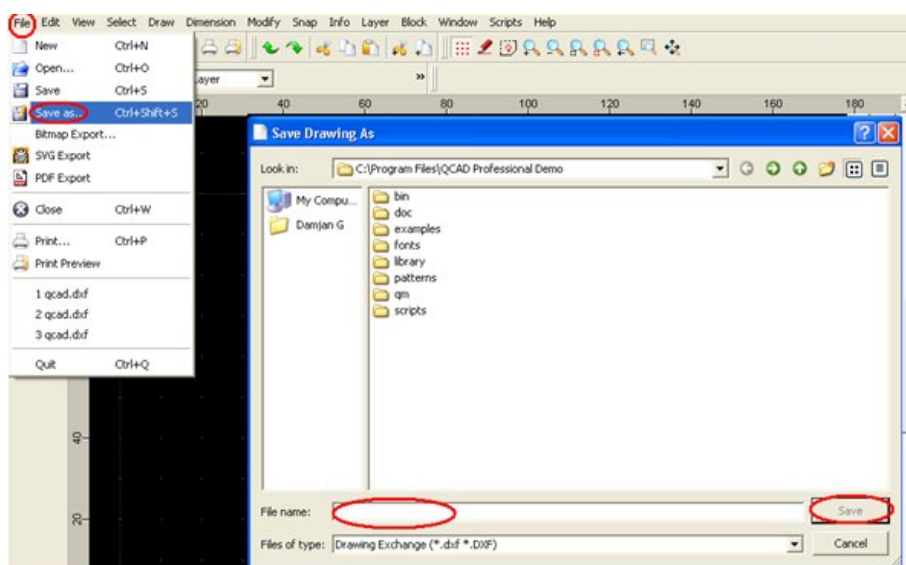 File Edit View Select Draw Dimension Modify Snap Info Layer Block Window Scripts Help
New Ctrl+N
Open... Ctrl+O
Save Ctrl+S
Save as... Ctrl+Shift+S
Bitmap Export...
SVG Export
PDF Export
Close Ctrl+W
Print... Ctrl+P
Print Preview
1 qcad.dxf
2 qcad.dxf
3 qcad.dxf
Quit Ctrl+Q
ayer
»
20 40 60 80 100 120 140 160 180
40
20
Save Drawing As
Look in: C:\Program Files\QCAD Professional Demo
My Compu...
Damjan G
bin
doc
examples
fonts
library
patterns
qm
scripts
File name: Save
Files of type: Drawing Exchange (*.dxf *.DXF) Cancel